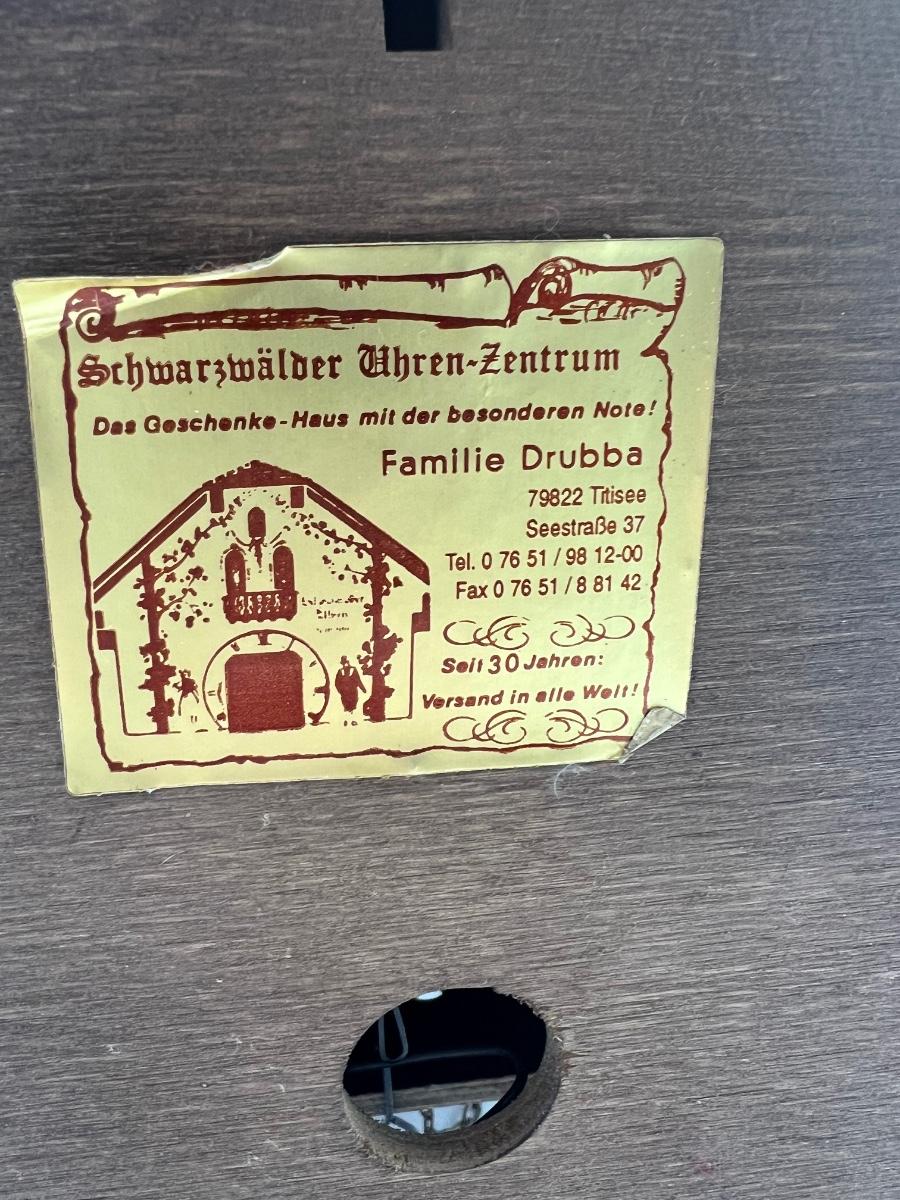 Schwarzwälder Uhren-Zentrum
Das Geschenke-Haus mit der besonderen Note!
Familie Drubba
79822 Titisee
Seestraße 37
Tel. 0 76 51 / 98 12-00
Fax 0 76 51 / 8 81 42
Seit 30 Jahren:
Versand in alle Welt!